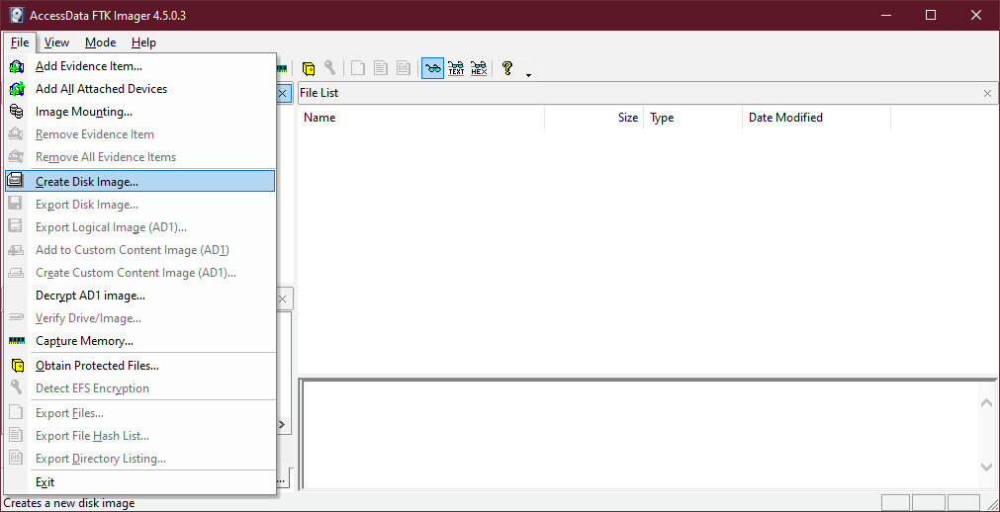 AccessData FTK Imager 4.5.0.3
File View Mode Help
TEXT HEX ?
Add Evidence Item...
Add All Attached Devices
Image Mounting...
Remove Evidence Item
Remove All Evidence Items
Create Disk Image...
Export Disk Image...
Export Logical Image (AD1)...
Add to Custom Content Image (AD1)
Create Custom Content Image (AD1)...
Decrypt AD1 image...
Verify Drive/Image...
Capture Memory...
Obtain Protected Files...
Detect EFS Encryption
Export Files...
Export File Hash List...
DIR Export Directory Listing...
Exit
...
File List
Name Size Type Date Modified
Creates a new disk image